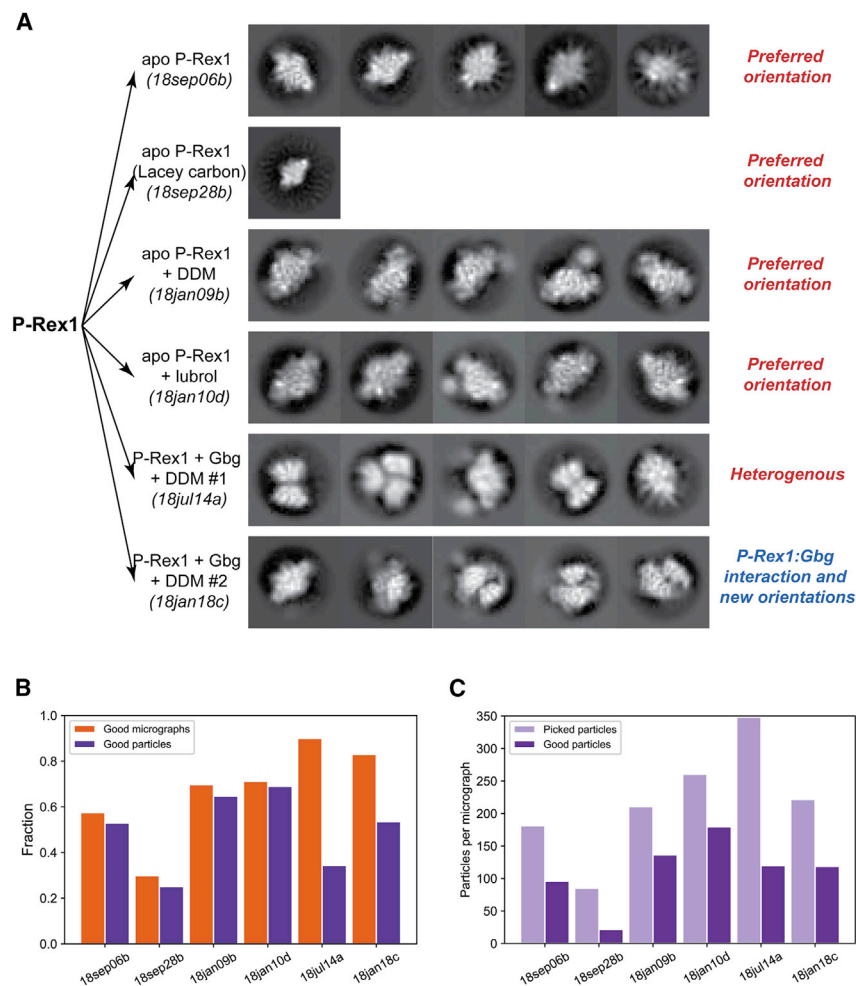 A
P-Rex1
apo P-Rex1
(18sep06b)
Preferred
orientation
apo P-Rex1
(Lacey carbon)
(18sep28b)
Preferred
orientation
apo P-Rex1
+ DDM
(18jan09b)
Preferred
orientation
apo P-Rex1
+ lubrol
(18jan10d)
Preferred
orientation
P-Rex1 + Gbg
+ DDM #1
(18jul14a)
Heterogenous
P-Rex1 + Gbg
+ DDM #2
(18jan18c)
P-Rex1:Gbg
interaction and
new orientations
B
Fraction
1.0
0.8
0.6
0.4
0.2
0.0
Good micrographs
Good particles
18sep06b
18sep28b
18jan09b
18jan10d
18jul14a
18jan18c
C
Particles per micrograph
350
300
250
200
150
100
50
0
Picked particles
Good particles
18sep06b
18sep28b
18jan09b
18jan10d
18jul14a
18jan18c